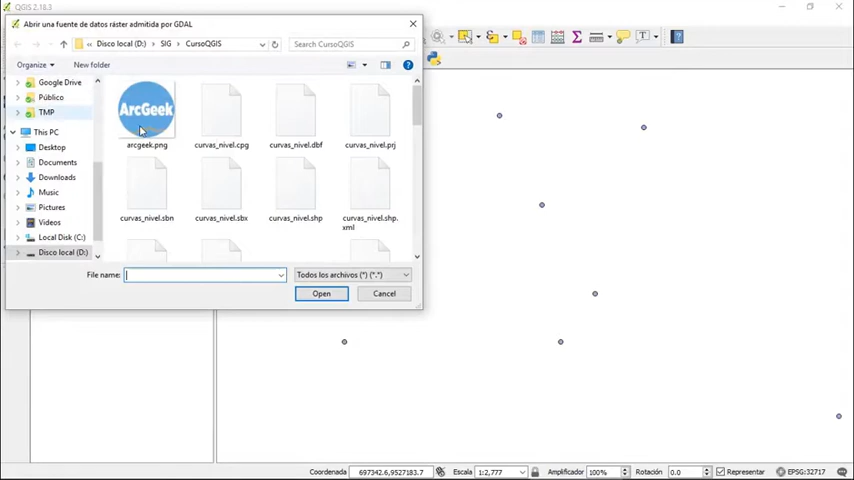 QGIS 2.18.3
Abrir una fuente de datos ráster admitida por GDAL
« Disco local (D:) › SIG › CursoQGIS
Search CursoQGIS
Organize
New folder
Google Drive
Público
TMP
This PC
Desktop
Documents
Downloads
Music
Pictures
Videos
Local Disk (C:)
Disco local (D:)
ArcGeek
arcgeek.png
curvas_nivel.cpg
curvas_nivel.dbf
curvas_nivel.prj
curvas_nivel.sbn
curvas_nivel.sbx
curvas_nivel.shp
curvas_nivel.shp.
xml
File name:
Todos los archivos (*) (*.*)
Open
Cancel
Coordenada
697342.6,9527183.7
Escala
1:2,777
Amplificador
100%
Rotación
0.0
Representar
EPSG:32717